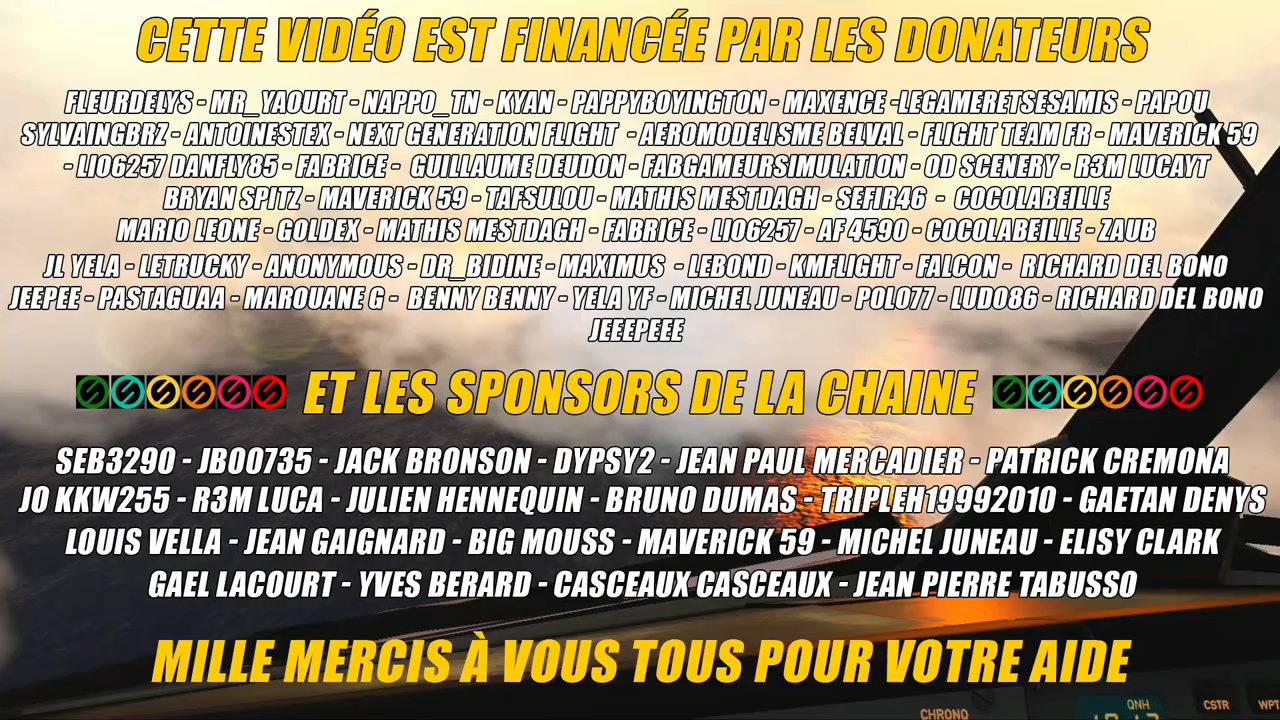 CETTE VIDÉO EST FINANCÉE PAR LES DONATEURS
FLEURDELYS - MR_YAOURT - NAPPO_TN - KYAN - PAPPYBOYINGTON - MAXENCE -LEGAMERETSESAMIS - PAPOU
SYLVAINGBRZ - ANTOINESTEX - NEXT GENERATION FLIGHT - AEROMODELISME BELVAL - FLIGHT TEAM FR - MAVERICK 59
- LIO6257 DANFLY85 - FABRICE - GUILLAUME DEUDON - FABGAMEURSIMULATION - OD SCENERY - R3M LUCAYT
BRYAN SPITZ - MAVERICK 59 - TAFSULOU - MATHIS MESTDAGH - SEFIR46 - COCOLABEILLE
MARIO LEONE - GOLDEX - MATHIS MESTDAGH - FABRICE - LIO6257 - AF4590 - COCOLABEILLE - ZAUB
JL YELA - LETRUCKY - ANONYMOUS - DR_BIDINE - MAXIMUS - LEBOND - KMFLIGHT - FALCON - RICHARD DEL BONO
JEEPEE - PASTAGUAA - MAROUANE G - BENNY BENNY - YELA YF - MICHEL JUNEAU - POLO77 - LUDO86 - RICHARD DEL BONO
JEEEPEEE
ET LES SPONSORS DE LA CHAINE
SEB3290 - JB00735 - JACK BRONSON - DYPSY2 - JEAN PAUL MERCADIER - PATRICK CREMONA
JO KKW255 - R3M LUCA - JULIEN HENNEQUIN - BRUNO DUMAS - TRIPLEH19992010 - GAETAN DENYS
LOUIS VELLA - JEAN GAIGNARD - BIG MOUSS - MAVERICK 59 - MICHEL JUNEAU - ELISY CLARK
GAEL LACOURT - YVES BERARD - CASCEAUX CASCEAUX - JEAN PIERRE TABUSSO
MILLE MERCIS À VOUS TOUS POUR VOTRE AIDE
CHRONO QNH CSTR WPT